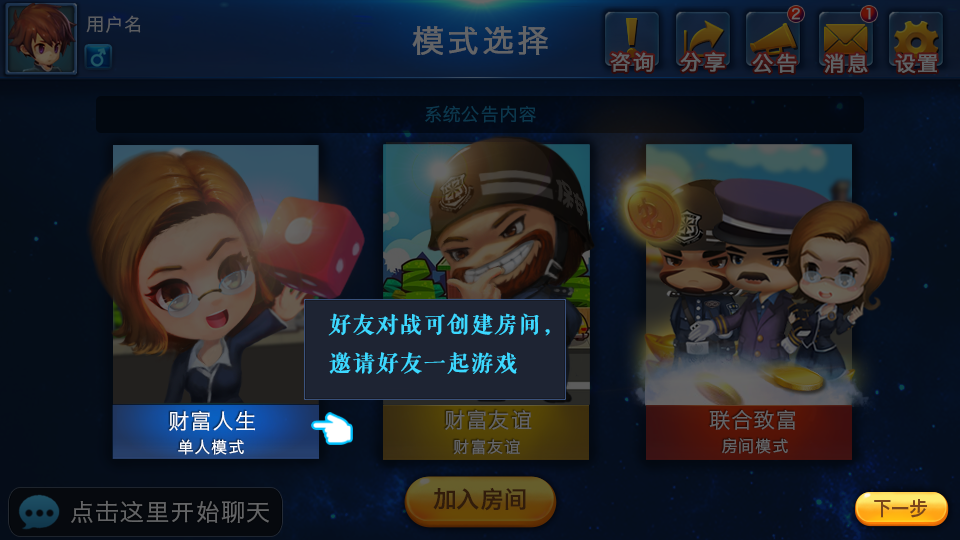 用户名
模式选择
2
1
咨询
分享
公告
消息
设置
系统公告内容
好友对战可创建房间，
邀请好友一起游戏
财富人生
单人模式
财富友谊
财富友谊
联合致富
房间模式
加入房间
点击这里开始聊天
下一步